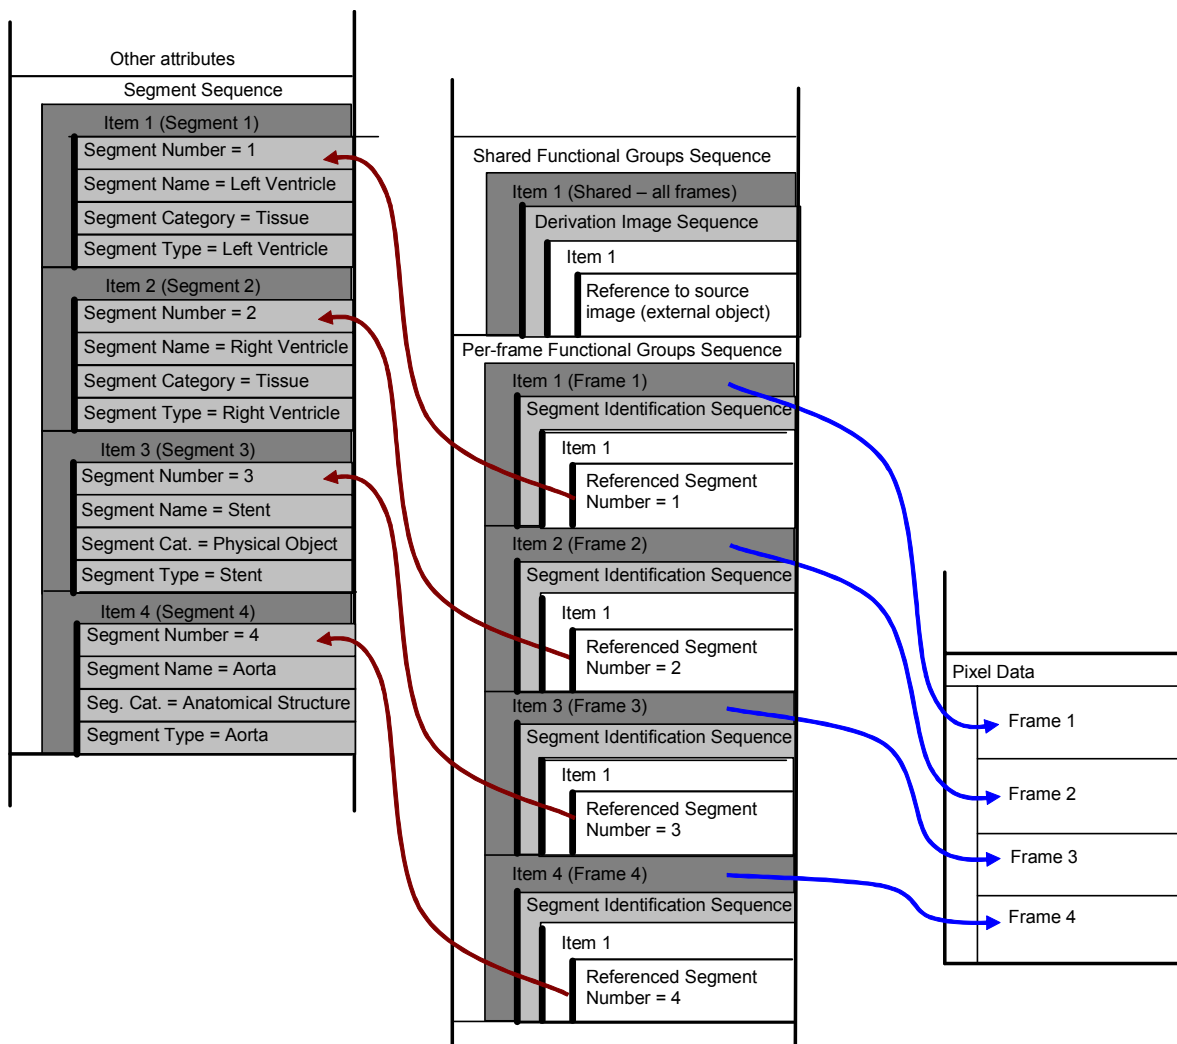 Other attributes
Segment Sequence
Item 1 (Segment 1)
Segment Number = 1
Segment Name = Left Ventricle
Segment Category = Tissue
Segment Type = Left Ventricle
Item 2 (Segment 2)
Segment Number = 2
Segment Name = Right Ventricle
Segment Category = Tissue
Segment Type = Right Ventricle
Item 3 (Segment 3)
Segment Number = 3
Segment Name = Stent
Segment Cat. = Physical Object
Segment Type = Stent
Item 4 (Segment 4)
Segment Number = 4
Segment Name = Aorta
Seg. Cat. = Anatomical Structure
Segment Type = Aorta
Shared Functional Groups Sequence
Item 1 (Shared – all frames)
Derivation Image Sequence
Item 1
Reference to source
image (external object)
Per-frame Functional Groups Sequence
Item 1 (Frame 1)
Segment Identification Sequence
Item 1
Referenced Segment
Number = 1
Item 2 (Frame 2)
Segment Identification Sequence
Item 1
Referenced Segment
Number = 2
Item 3 (Frame 3)
Segment Identification Sequence
Item 1
Referenced Segment
Number = 3
Item 4 (Frame 4)
Segment Identification Sequence
Item 1
Referenced Segment
Number = 4
Pixel Data
Frame 1
Frame 2
Frame 3
Frame 4